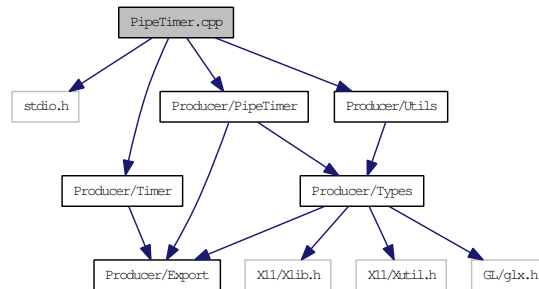 PipeTimer.cpp
stdio.h
Producer/PipeTimer
Producer/Utils
Producer/Timer
Producer/Types
Producer/Export
X11/Xlib.h
X11/Xutil.h
GL/glx.h